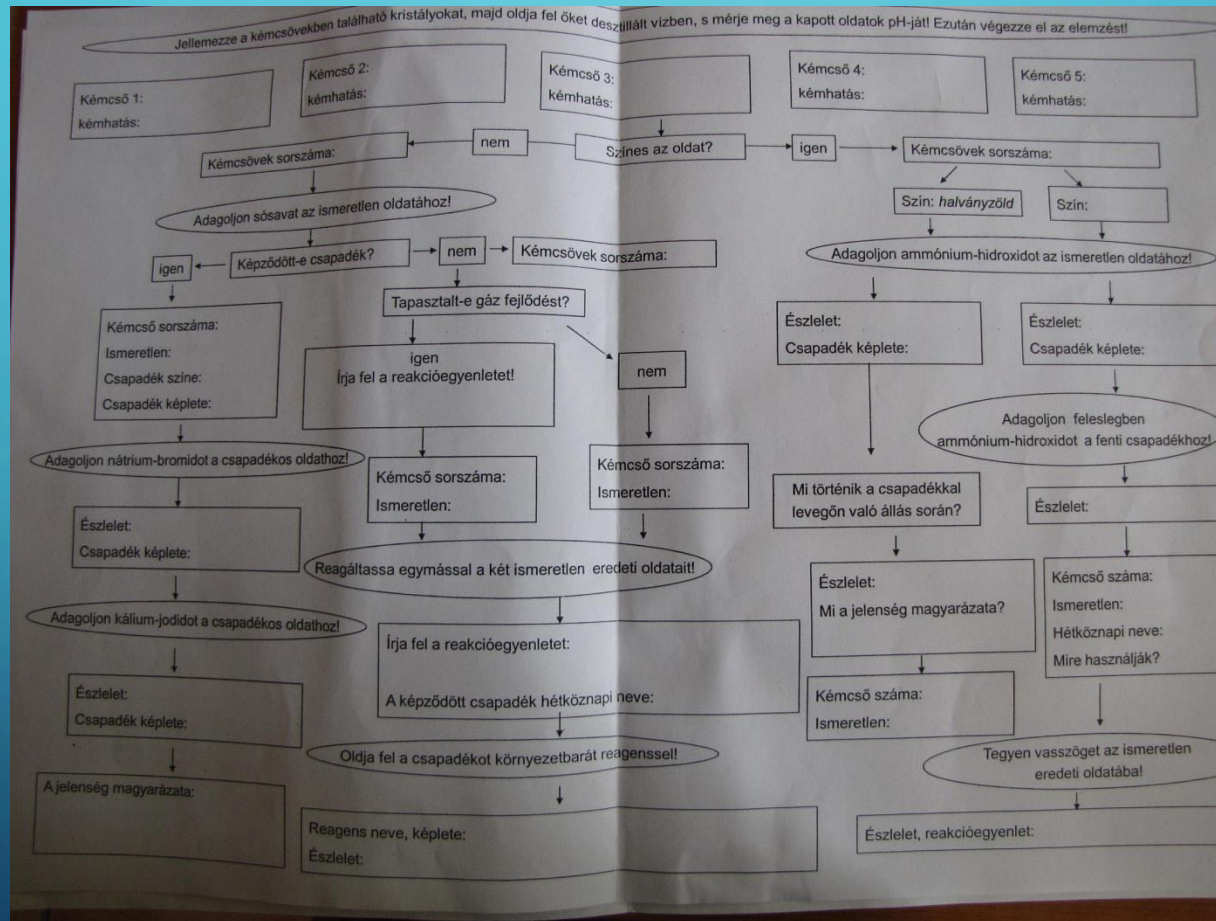 Jellemezze a kémcsövekben található kristályokat, majd oldja fel őket desztillált vízben, s mérje meg a kapott oldatok pH-ját! Ezután végezze el az elemzést!
Kémcső 1:
kémhatás:
Kémcső 2:
kémhatás:
Kémcső 3:
kémhatás:
Kémcső 4:
kémhatás:
Kémcső 5:
kémhatás:
Színes az oldat?
nem
igen
Kémcsövek sorszáma:
Kémcsövek sorszáma:
Adagoljon sósavat az ismeretlen oldatához!
Szín: halványzöld
Szín:
Képződött-e csapadék?
igen
nem
Kémcsövek sorszáma:
Adagoljon ammónium-hidroxidot az ismeretlen oldatához!
Tapasztalt-e gáz fejlődést?
Kémcső sorszáma:
Ismeretlen:
Csapadék színe:
Csapadék képlete:
igen
Írja fel a reakcióegyenletet!
nem
Észlelet:
Csapadék képlete:
Észlelet:
Csapadék képlete:
Adagoljon feleslegben
ammónium-hidroxidot a fenti csapadékhoz!
Adagoljon nátrium-bromidot a csapadékos oldathoz!
Kémcső sorszáma:
Ismeretlen:
Kémcső sorszáma:
Ismeretlen:
Mi történik a csapadékkal
levegőn való állás során?
Észlelet:
Észlelet:
Csapadék képlete:
Reagáltassa egymással a két ismeretlen eredeti oldatait!
Észlelet:
Mi a jelenség magyarázata?
Kémcső száma:
Ismeretlen:
Hétköznapi neve:
Mire használják?
Adagoljon kálium-jodidot a csapadékos oldathoz!
Írja fel a reakcióegyenletet:
A képződött csapadék hétköznapi neve:
Kémcső száma:
Ismeretlen:
Észlelet:
Csapadék képlete:
Oldja fel a csapadékot környezetbarát reagenssel!
Tegyen vasszöget az ismeretlen
eredeti oldatába!
A jelenség magyarázata:
Reagens neve, képlete:
Észlelet:
Észlelet, reakcióegyenlet: